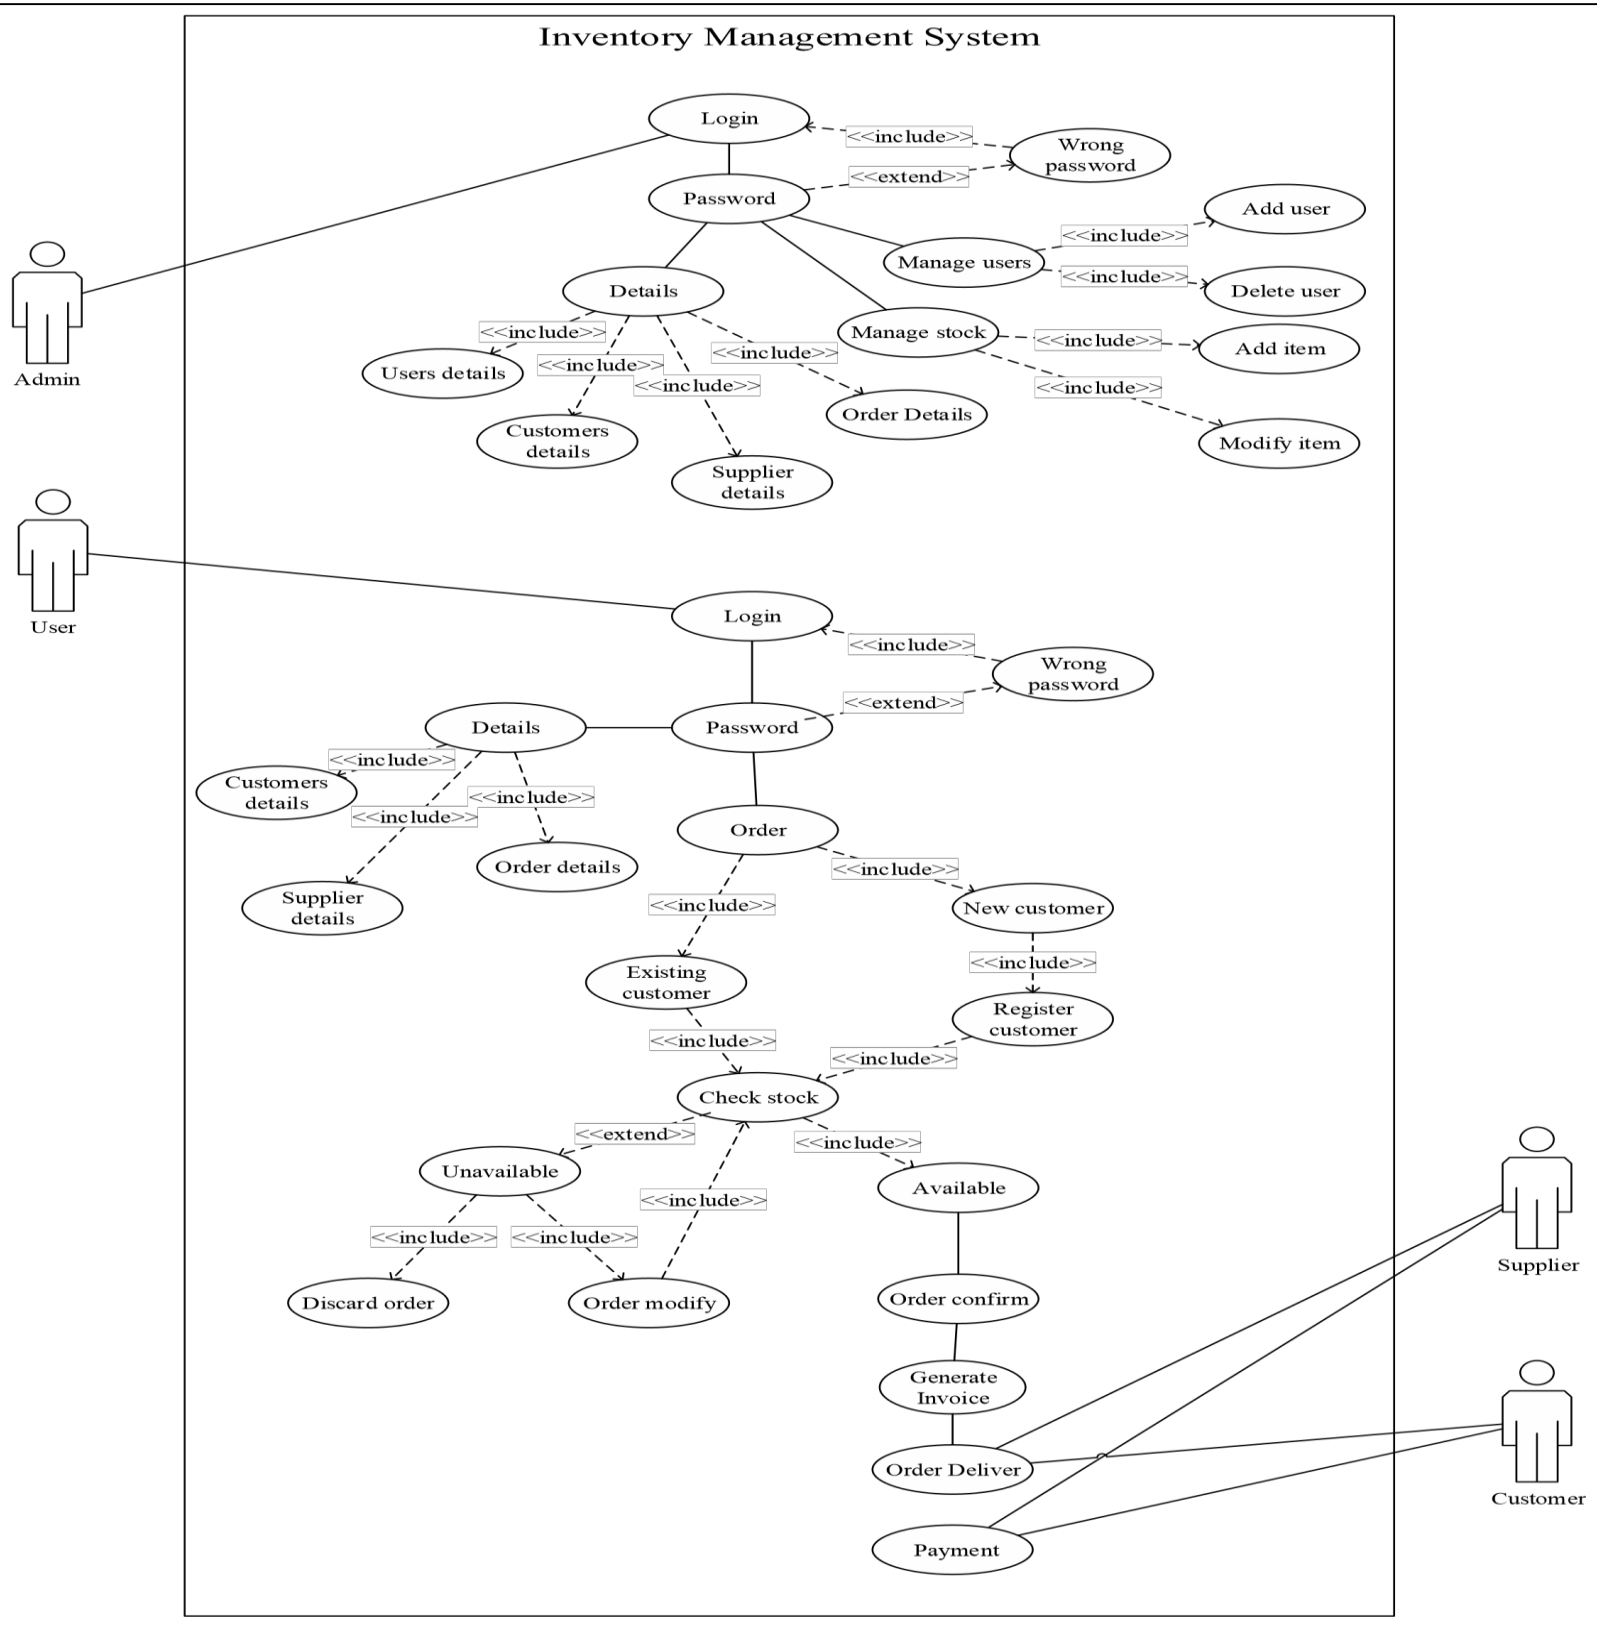 Inventory Management System
Login
<<include>>
Wrong
password
<<extend>>
Password
Add user
<<include>>
Manage users
<<include>>
Delete user
Details
<<include>>
Manage stock
<<include>>
Add item
<<include>>
<<include>>
Users details
<<include>>
<<include>>
Admin
Order Details
Customers
details
Modify item
Supplier
details
User
Login
<<include>>
Wrong
password
<<extend>>
Details
Password
<<include>>
Customers
details
<<include>>
<<include>>
Order
Order details
<<include>>
Supplier
details
<<include>>
New customer
<<include>>
Existing
customer
Register
customer
<<include>>
<<include>>
Check stock
<<extend>>
<<include>>
Unavailable
Available
<<include>>
<<include>>
<<include>>
Supplier
Discard order
Order modify
Order confirm
Generate
Invoice
Order Deliver
Customer
Payment